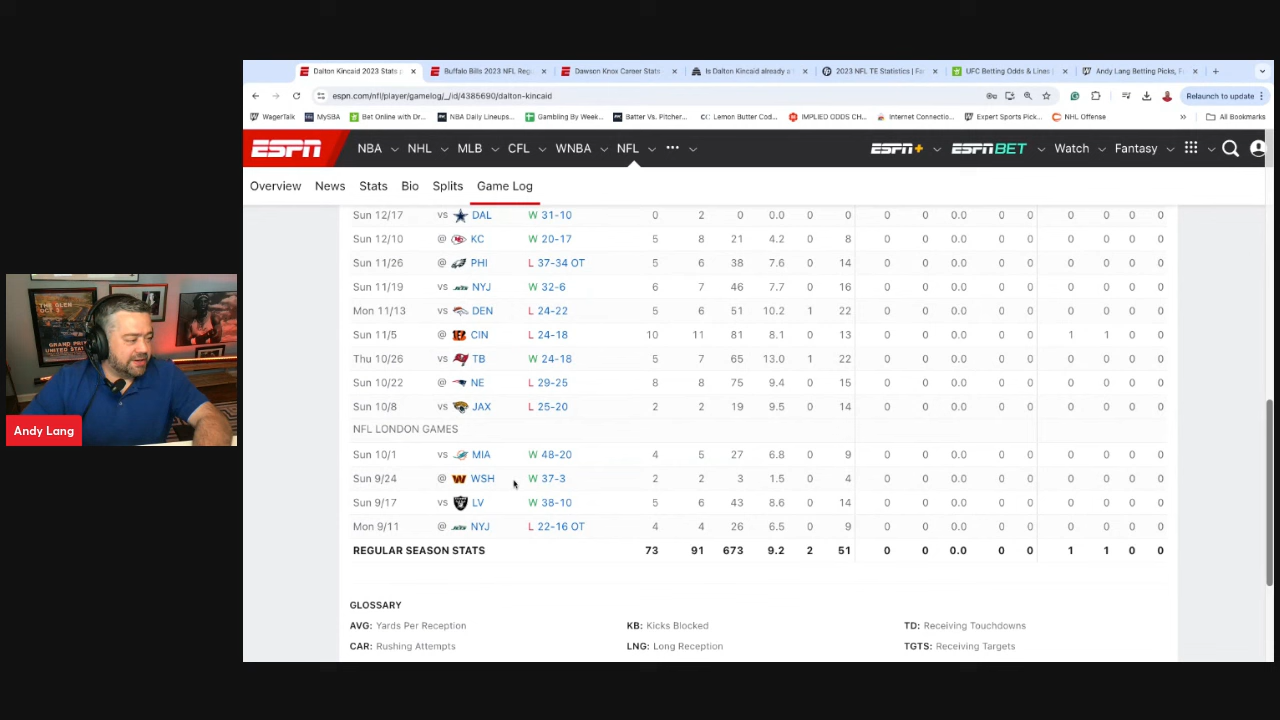 Dalton Kincaid 2023 Stats Buffalo Bills 2023 NFL Reg Dawson Knox Career Stats Is Dalton Kincaid already a 2023 NFL TE Statistics | Fa UFC Betting Odds & Lines Andy Lang Betting Picks, F
espn.com/nfl/player/gamelog/_/id/4385690/dalton-kincaid Relaunch to update
WagerTalk MySBA Bet Online with Dr... NBA Daily Lineups... Gambling By Week... Batter Vs. Pitcher... Lemon Butter Cod... IMPLIED ODDS CH... Internet Connectio... Expert Sports Pick... NHL Offense » All Bookmarks
ESPN NBA NHL MLB CFL WNBA NFL ESPN+ ESPN BET Watch Fantasy
Overview News Stats Bio Splits Game Log
Sun 12/17 vs DAL W 31-10 0 2 0 0.0 0 0 0 0 0.0 0 0 0 0 0 0
Sun 12/10 @ KC W 20-17 5 8 21 4.2 0 8 0 0 0.0 0 0 0 0 0 0
Sun 11/26 @ PHI L 37-34 OT 5 6 38 7.6 0 14 0 0 0.0 0 0 0 0 0 0
Sun 11/19 vs NYJ W 32-6 6 7 46 7.7 0 16 0 0 0.0 0 0 0 0 0 0
Mon 11/13 vs DEN L 24-22 5 6 51 10.2 1 22 0 0 0.0 0 0 0 0 0 0
Sun 11/5 @ CIN L 24-18 10 11 81 8.1 0 13 0 0 0.0 0 0 1 1 0 0
Thu 10/26 vs TB W 24-18 5 7 65 13.0 1 22 0 0 0.0 0 0 0 0 0 0
Sun 10/22 @ NE L 29-25 8 8 75 9.4 0 15 0 0 0.0 0 0 0 0 0 0
Sun 10/8 vs JAX L 25-20 2 2 19 9.5 0 14 0 0 0.0 0 0 0 0 0 0
NFL LONDON GAMES
Sun 10/1 vs MIA W 48-20 4 5 27 6.8 0 9 0 0 0.0 0 0 0 0 0 0
Sun 9/24 @ WSH W 37-3 2 2 3 1.5 0 4 0 0 0.0 0 0 0 0 0 0
Sun 9/17 vs LV W 38-10 5 6 43 8.6 0 14 0 0 0.0 0 0 0 0 0 0
Mon 9/11 @ NYJ L 22-16 OT 4 4 26 6.5 0 9 0 0 0.0 0 0 0 0 0 0
REGULAR SEASON STATS 73 91 673 9.2 2 51 0 0 0.0 0 0 1 1 0 0
GLOSSARY
AVG: Yards Per Reception KB: Kicks Blocked TD: Receiving Touchdowns
CAR: Rushing Attempts LNG: Long Reception TGTS: Receiving Targets
THE GLEN
GRAND PRIX
UNITED STATES
Andy Lang